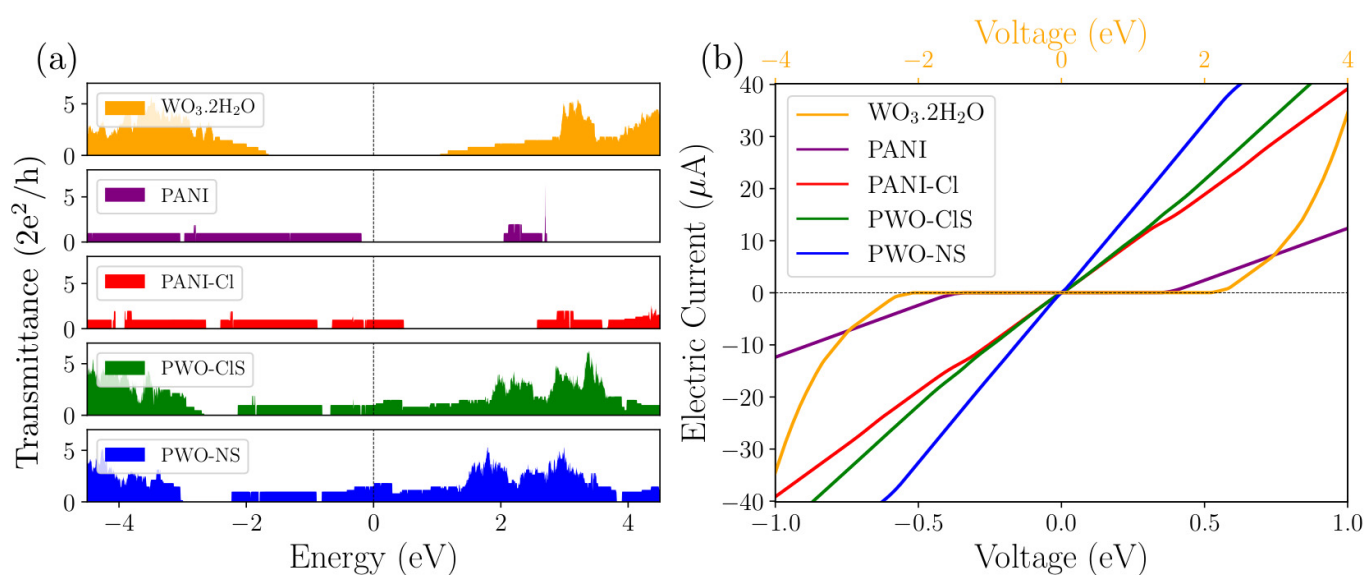 (a)
Transmittance (2e²/h)
5
0
WO₃.2H₂O
5
0
PANI
5
0
PANI-Cl
5
0
PWO-ClS
5
0
PWO-NS
−4 −2 0 2 4
Energy (eV)
(b)
Voltage (eV)
−4 −2 0 2 4
Electric Current (μA)
40
30
20
10
0
−10
−20
−30
−40
WO₃.2H₂O
PANI
PANI-Cl
PWO-ClS
PWO-NS
−1.0 −0.5 0.0 0.5 1.0
Voltage (eV)